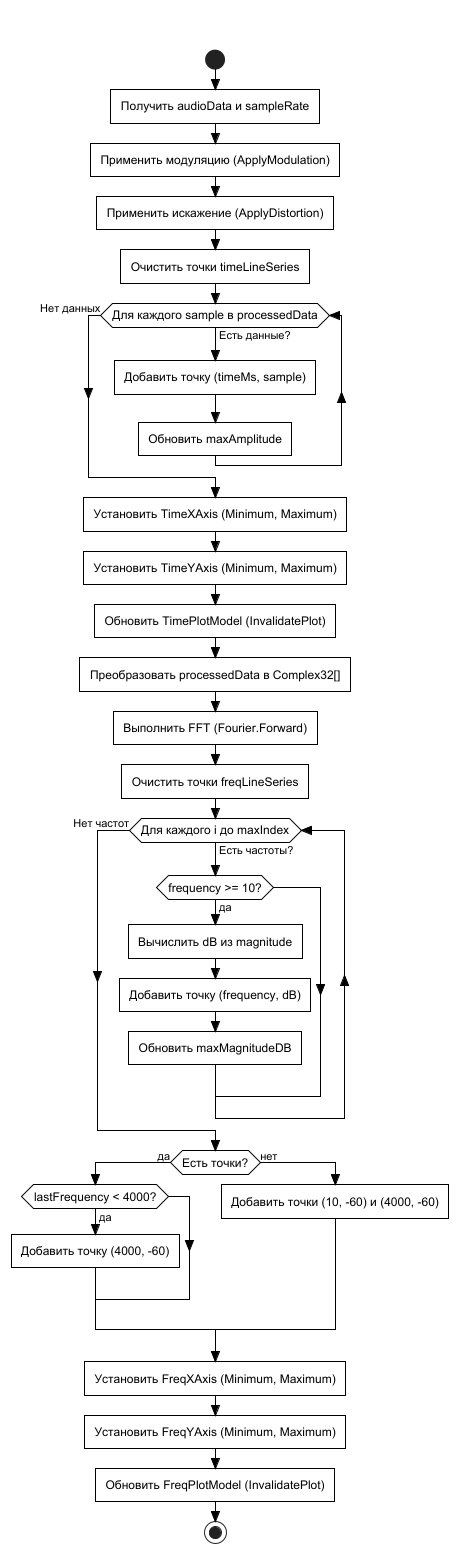 Получить audioData и sampleRate
Применить модуляцию (ApplyModulation)
Применить искажение (ApplyDistortion)
Очистить точки timeLineSeries
Нет данных
Для каждого sample в processedData
Есть данные?
Добавить точку (timeMs, sample)
Обновить maxAmplitude
Установить TimeXAxis (Minimum, Maximum)
Установить TimeYAxis (Minimum, Maximum)
Обновить TimePlotModel (InvalidatePlot)
Преобразовать processedData в Complex32[]
Выполнить FFT (Fourier.Forward)
Очистить точки freqLineSeries
Нет частот
Для каждого i до maxIndex
Есть частоты?
frequency >= 10?
да
Вычислить dB из magnitude
Добавить точку (frequency, dB)
Обновить maxMagnitudeDB
да
Есть точки?
нет
lastFrequency < 4000?
Добавить точки (10, -60) и (4000, -60)
да
Добавить точку (4000, -60)
Установить FreqXAxis (Minimum, Maximum)
Установить FreqYAxis (Minimum, Maximum)
Обновить FreqPlotModel (InvalidatePlot)